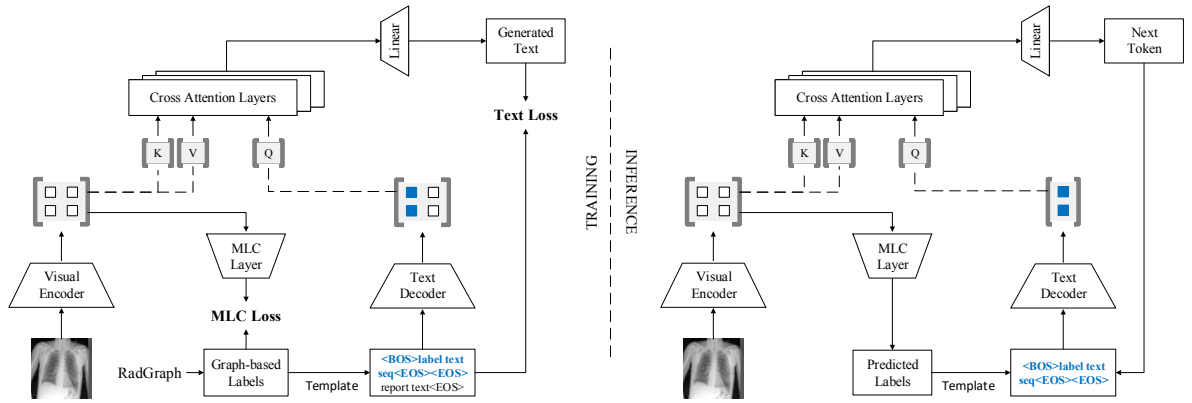 Linear
Generated
Text
Cross Attention Layers
Text Loss
K
V
Q
MLC
Layer
Visual
Encoder
Text
Decoder
MLC Loss
RadGraph
Graph-based
Labels
Template
<BOS>label text
seq<EOS><EOS>
report text<EOS>
TRAINING
INFERENCE
Linear
Next
Token
Cross Attention Layers
K
V
Q
MLC
Layer
Visual
Encoder
Text
Decoder
Predicted
Labels
Template
<BOS>label text
seq<EOS><EOS>